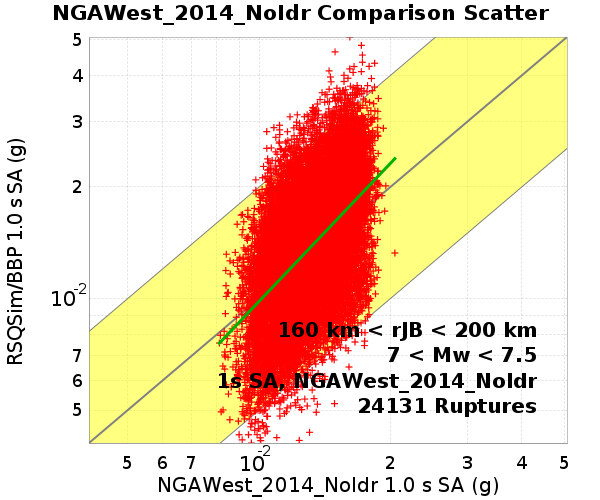 NGAWest_2014_NoIdr Comparison Scatter
5
4
3
2
10-2
7
6
5
RSQSim/BBP 1.0 s SA (g)
160 km < rJB < 200 km
7 < Mw < 7.5
1s SA, NGAWest_2014_NoIdr
24131 Ruptures
5 6 7 10-2 2 3 4 5
NGAWest_2014_NoIdr 1.0 s SA (g)